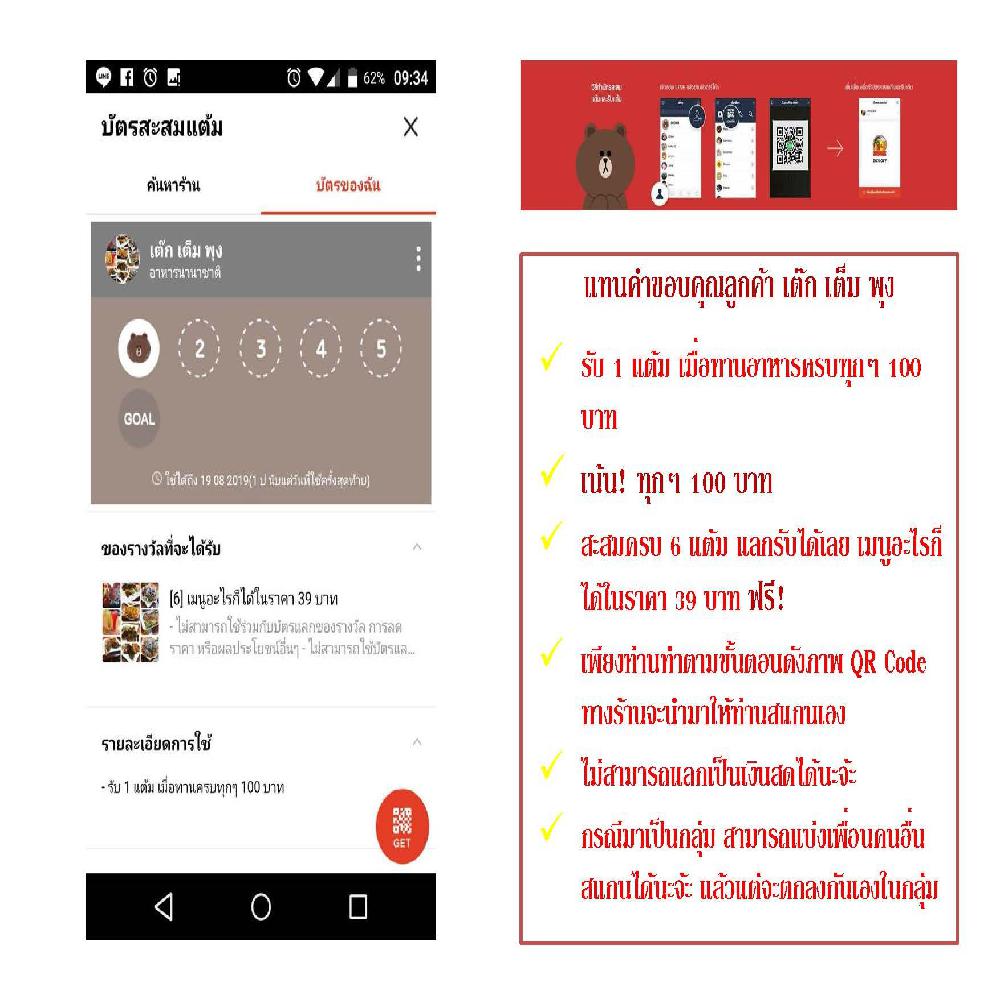 62% 09:34
บัตรสะสมแต้ม
ค้นหาร้าน
บัตรของฉัน
เต๊ก เต็ม พุง
อาหารนานาชาติ
2 3 4 5
GOAL
ใช้ได้ถึง 19 08 2019(1 ปี นับแต่วันที่ใช้ครั้งสุดท้าย)
ของรางวัลที่จะได้รับ
[6] เมนูอะไรก็ได้ในราคา 39 บาท
- ไม่สามารถใช้ร่วมกับบัตรแลกของรางวัล การลด
ราคา หรือผลประโยชน์อื่นๆ - ไม่สามารถใช้บัตรแล...
รายละเอียดการใช้
- รับ 1 แต้ม เมื่อทานครบทุกๆ 100 บาท
GET
แทนคำขอบคุณลูกค้า เต๊ก เต็ม พุง
รับ 1 แต้ม เมื่อทานอาหารครบทุกๆ 100
บาท
เน้น! ทุกๆ 100 บาท
สะสมครบ 6 แต้ม แลกรับได้เลย เมนูอะไรก็
ได้ในราคา 39 บาท ฟรี!
เพียงท่านทำตามขั้นตอนดังภาพ QR Code
ทางร้านจะนำมาให้ท่านสแกนเอง
ไม่สามารถแลกเป็นเงินสดได้นะจ้ะ
กรณีมาเป็นกลุ่ม สามารถแบ่งเพื่อนคนอื่น
สแกนได้นะจ้ะ แล้วแต่จะตกลงกันเองในกลุ่ม